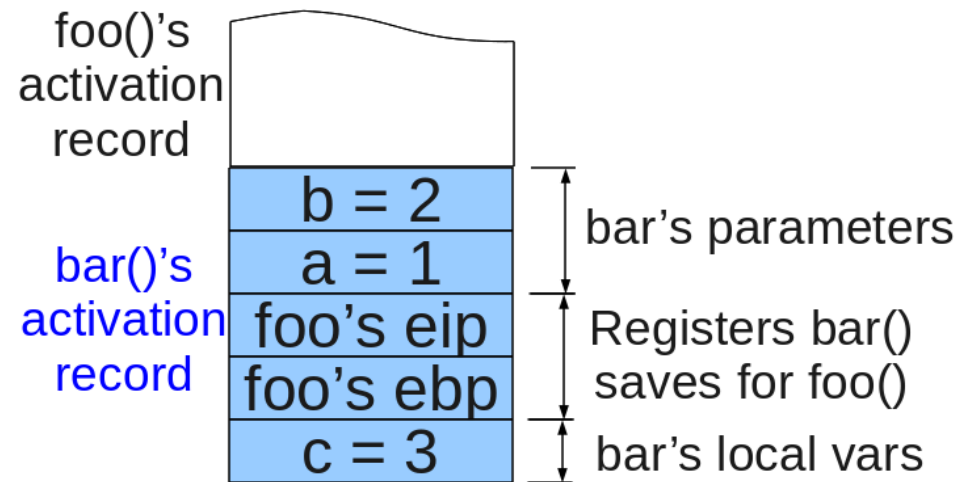 foo()’s
activation
record
b = 2
a = 1
bar’s parameters
bar()’s
activation
record
foo’s eip
foo’s ebp
Registers bar()
saves for foo()
c = 3
bar’s local vars